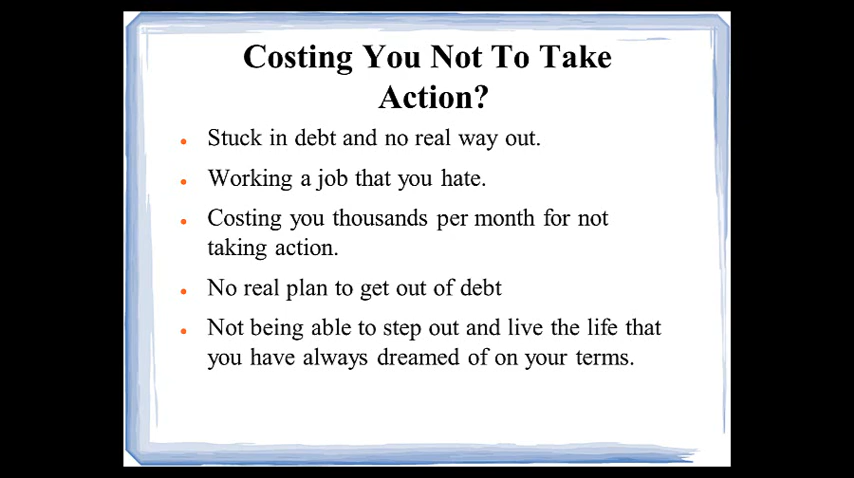 Costing You Not To Take
Action?
Stuck in debt and no real way out.
Working a job that you hate.
Costing you thousands per month for not
taking action.
No real plan to get out of debt
Not being able to step out and live the life that
you have always dreamed of on your terms.